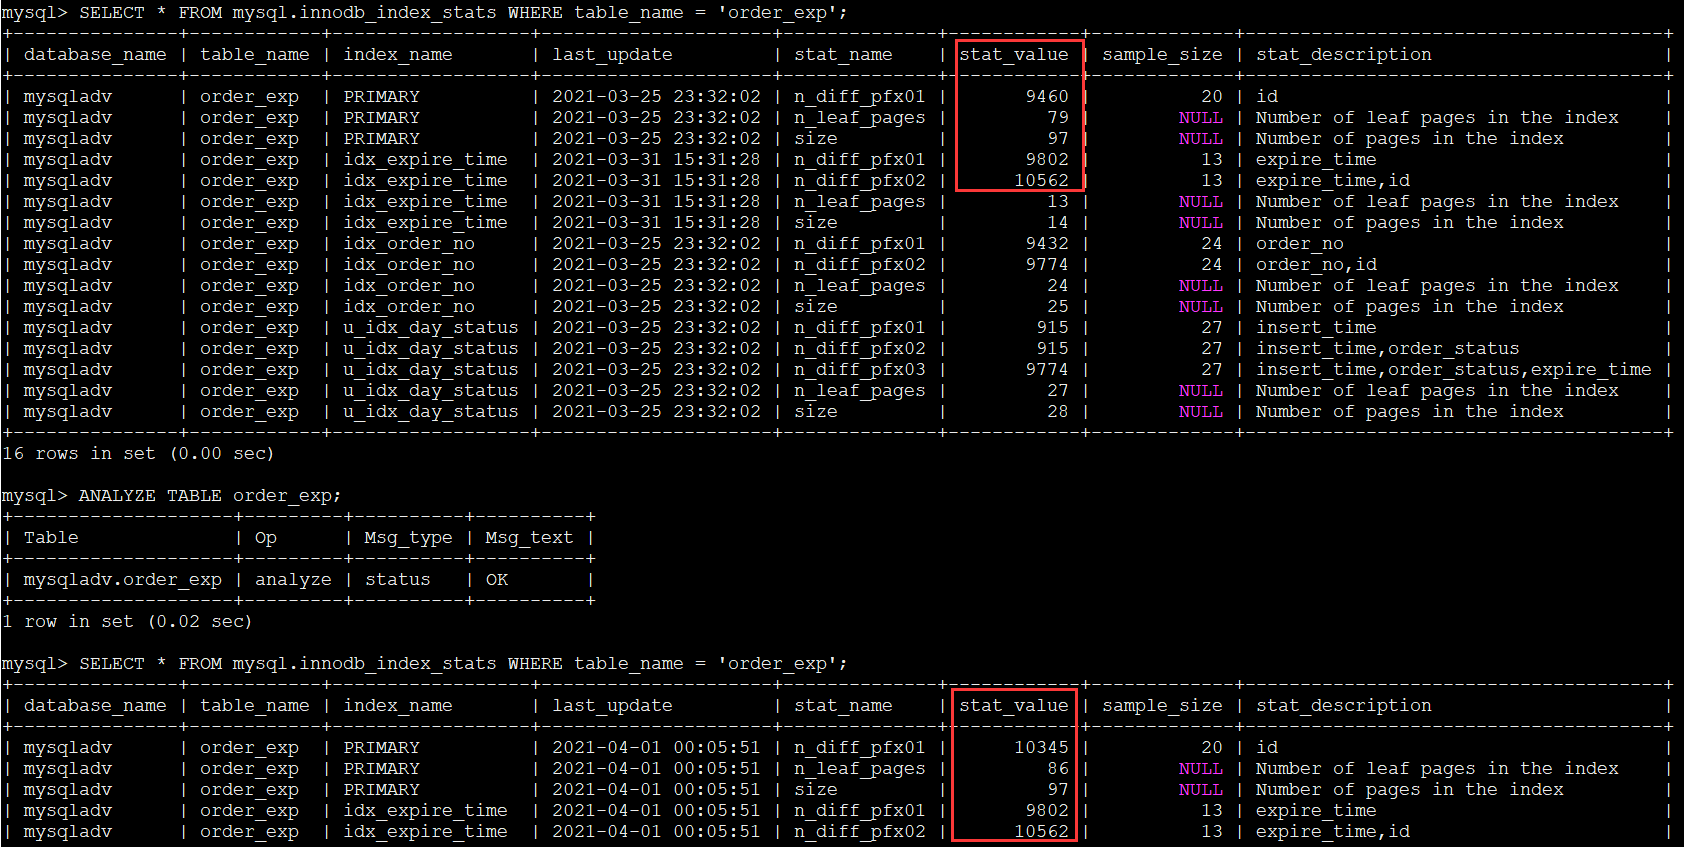 mysql> SELECT * FROM mysql.innodb_index_stats WHERE table_name = 'order_exp';
+---------------+------------+------------------+---------------------+--------------+------------+-------------+-----------------------------------+
| database_name | table_name | index_name       | last_update         | stat_name    | stat_value | sample_size | stat_description                  |
+---------------+------------+------------------+---------------------+--------------+------------+-------------+-----------------------------------+
| mysqladv      | order_exp  | PRIMARY          | 2021-03-25 23:32:02 | n_diff_pfx01 |       9460 |          20 | id                                |
| mysqladv      | order_exp  | PRIMARY          | 2021-03-25 23:32:02 | n_leaf_pages |         79 |        NULL | Number of leaf pages in the index |
| mysqladv      | order_exp  | PRIMARY          | 2021-03-25 23:32:02 | size         |         97 |        NULL | Number of pages in the index      |
| mysqladv      | order_exp  | idx_expire_time  | 2021-03-31 15:31:28 | n_diff_pfx01 |       9802 |          13 | expire_time                       |
| mysqladv      | order_exp  | idx_expire_time  | 2021-03-31 15:31:28 | n_diff_pfx02 |      10562 |          13 | expire_time,id                    |
| mysqladv      | order_exp  | idx_expire_time  | 2021-03-31 15:31:28 | n_leaf_pages |         13 |        NULL | Number of leaf pages in the index |
| mysqladv      | order_exp  | idx_expire_time  | 2021-03-31 15:31:28 | size         |         14 |        NULL | Number of pages in the index      |
| mysqladv      | order_exp  | idx_order_no     | 2021-03-25 23:32:02 | n_diff_pfx01 |       9432 |          24 | order_no                          |
| mysqladv      | order_exp  | idx_order_no     | 2021-03-25 23:32:02 | n_diff_pfx02 |       9774 |          24 | order_no,id                       |
| mysqladv      | order_exp  | idx_order_no     | 2021-03-25 23:32:02 | n_leaf_pages |         24 |        NULL | Number of leaf pages in the index |
| mysqladv      | order_exp  | idx_order_no     | 2021-03-25 23:32:02 | size         |         25 |        NULL | Number of pages in the index      |
| mysqladv      | order_exp  | u_idx_day_status | 2021-03-25 23:32:02 | n_diff_pfx01 |        915 |          27 | insert_time                       |
| mysqladv      | order_exp  | u_idx_day_status | 2021-03-25 23:32:02 | n_diff_pfx02 |        915 |          27 | insert_time,order_status          |
| mysqladv      | order_exp  | u_idx_day_status | 2021-03-25 23:32:02 | n_diff_pfx03 |       9774 |          27 | insert_time,order_status,expire_time |
| mysqladv      | order_exp  | u_idx_day_status | 2021-03-25 23:32:02 | n_leaf_pages |         27 |        NULL | Number of leaf pages in the index |
| mysqladv      | order_exp  | u_idx_day_status | 2021-03-25 23:32:02 | size         |         28 |        NULL | Number of pages in the index      |
+---------------+------------+------------------+---------------------+--------------+------------+-------------+-----------------------------------+
16 rows in set (0.00 sec)
mysql> ANALYZE TABLE order_exp;
+--------------------+---------+----------+----------+
| Table              | Op      | Msg_type | Msg_text |
+--------------------+---------+----------+----------+
| mysqladv.order_exp | analyze | status   | OK       |
+--------------------+---------+----------+----------+
1 row in set (0.02 sec)
mysql> SELECT * FROM mysql.innodb_index_stats WHERE table_name = 'order_exp';
+---------------+------------+------------------+---------------------+--------------+------------+-------------+-----------------------------------+
| database_name | table_name | index_name       | last_update         | stat_name    | stat_value | sample_size | stat_description                  |
+---------------+------------+------------------+---------------------+--------------+------------+-------------+-----------------------------------+
| mysqladv      | order_exp  | PRIMARY          | 2021-04-01 00:05:51 | n_diff_pfx01 |      10345 |          20 | id                                |
| mysqladv      | order_exp  | PRIMARY          | 2021-04-01 00:05:51 | n_leaf_pages |         86 |        NULL | Number of leaf pages in the index |
| mysqladv      | order_exp  | PRIMARY          | 2021-04-01 00:05:51 | size         |         97 |        NULL | Number of pages in the index      |
| mysqladv      | order_exp  | idx_expire_time  | 2021-04-01 00:05:51 | n_diff_pfx01 |       9802 |          13 | expire_time                       |
| mysqladv      | order_exp  | idx_expire_time  | 2021-04-01 00:05:51 | n_diff_pfx02 |      10562 |          13 | expire_time,id                    |